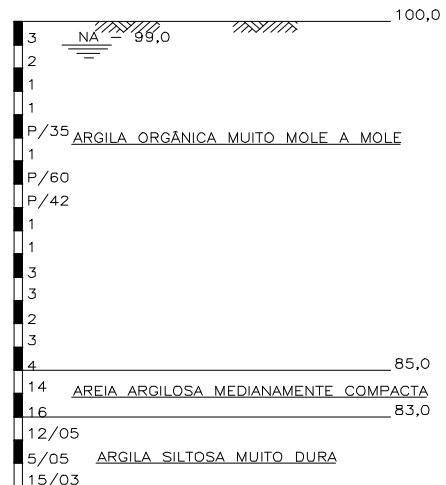 100,0
3
NA 99,0
2
1
1
P/35
ARGILA ORGÂNICA MUITO MOLE A MOLE
1
P/60
P/42
1
1
3
3
2
3
4
85,0
14
AREIA ARGILOSA MEDIANAMENTE COMPACTA
16
83,0
12/05
5/05
ARGILA SILTOSA MUITO DURA
15/03